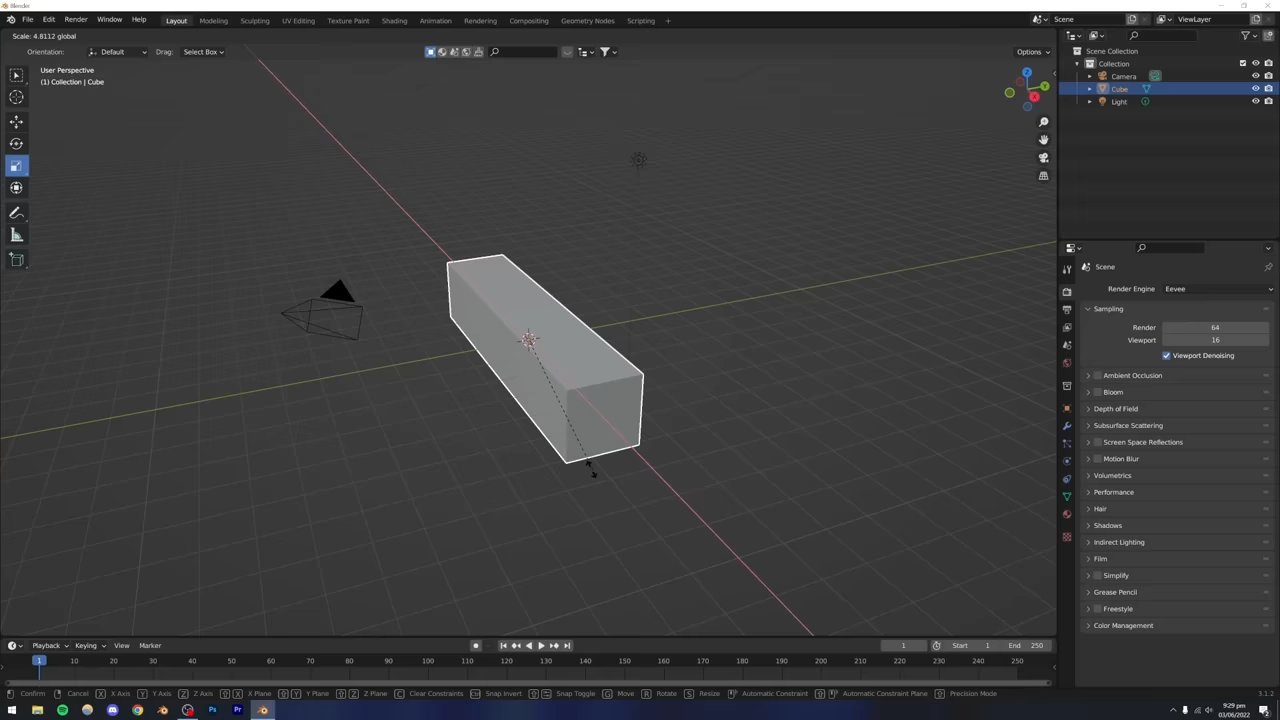 Blender
File Edit Render Window Help Layout Modeling Sculpting UV Editing Texture Paint Shading Animation Rendering Compositing Geometry Nodes Scripting + Scene ViewLayer
Scale: 4.8112 global
Orientation: Default Drag: Select Box Options
User Perspective
(1) Collection | Cube
Z
Y
X
Scene Collection
Collection
Camera
Cube
Light
Scene
Render Engine Eevee
Sampling
Render 64
Viewport 16
Viewport Denoising
Ambient Occlusion
Bloom
Depth of Field
Subsurface Scattering
Screen Space Reflections
Motion Blur
Volumetrics
Performance
Hair
Shadows
Indirect Lighting
Film
Simplify
Grease Pencil
Freestyle
Color Management
Playback Keying View Marker 1 Start 1 End 250
1 10 20 30 40 50 60 70 80 90 100 110 120 130 140 150 160 170 180 190 200 210 220 230 240 250
Confirm Cancel X X Axis Y Y Axis Z Z Axis X X Plane Y Y Plane Z Z Plane C Clear Constraints Snap Invert Snap Toggle G Move R Rotate S Resize Automatic Constraint Automatic Constraint Plane Precision Mode 3.1.2
Ps Pr 9:29 pm
03/06/2022